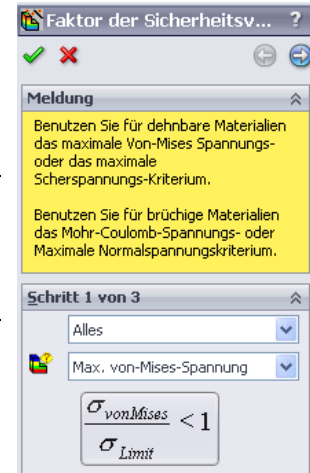 Faktor der Sicherheitsv... ?
Meldung
Benutzen Sie für dehnbare Materialien
das maximale Von-Mises Spannungs-
oder das maximale
Scherspannungs-Kriterium.
Benutzen Sie für brüchige Materialien
das Mohr-Coulomb-Spannungs- oder
Maximale Normalspannungskriterium.
Schritt 1 von 3
Alles
Max. von-Mises-Spannung
σ vonMises
< 1
σ Limit